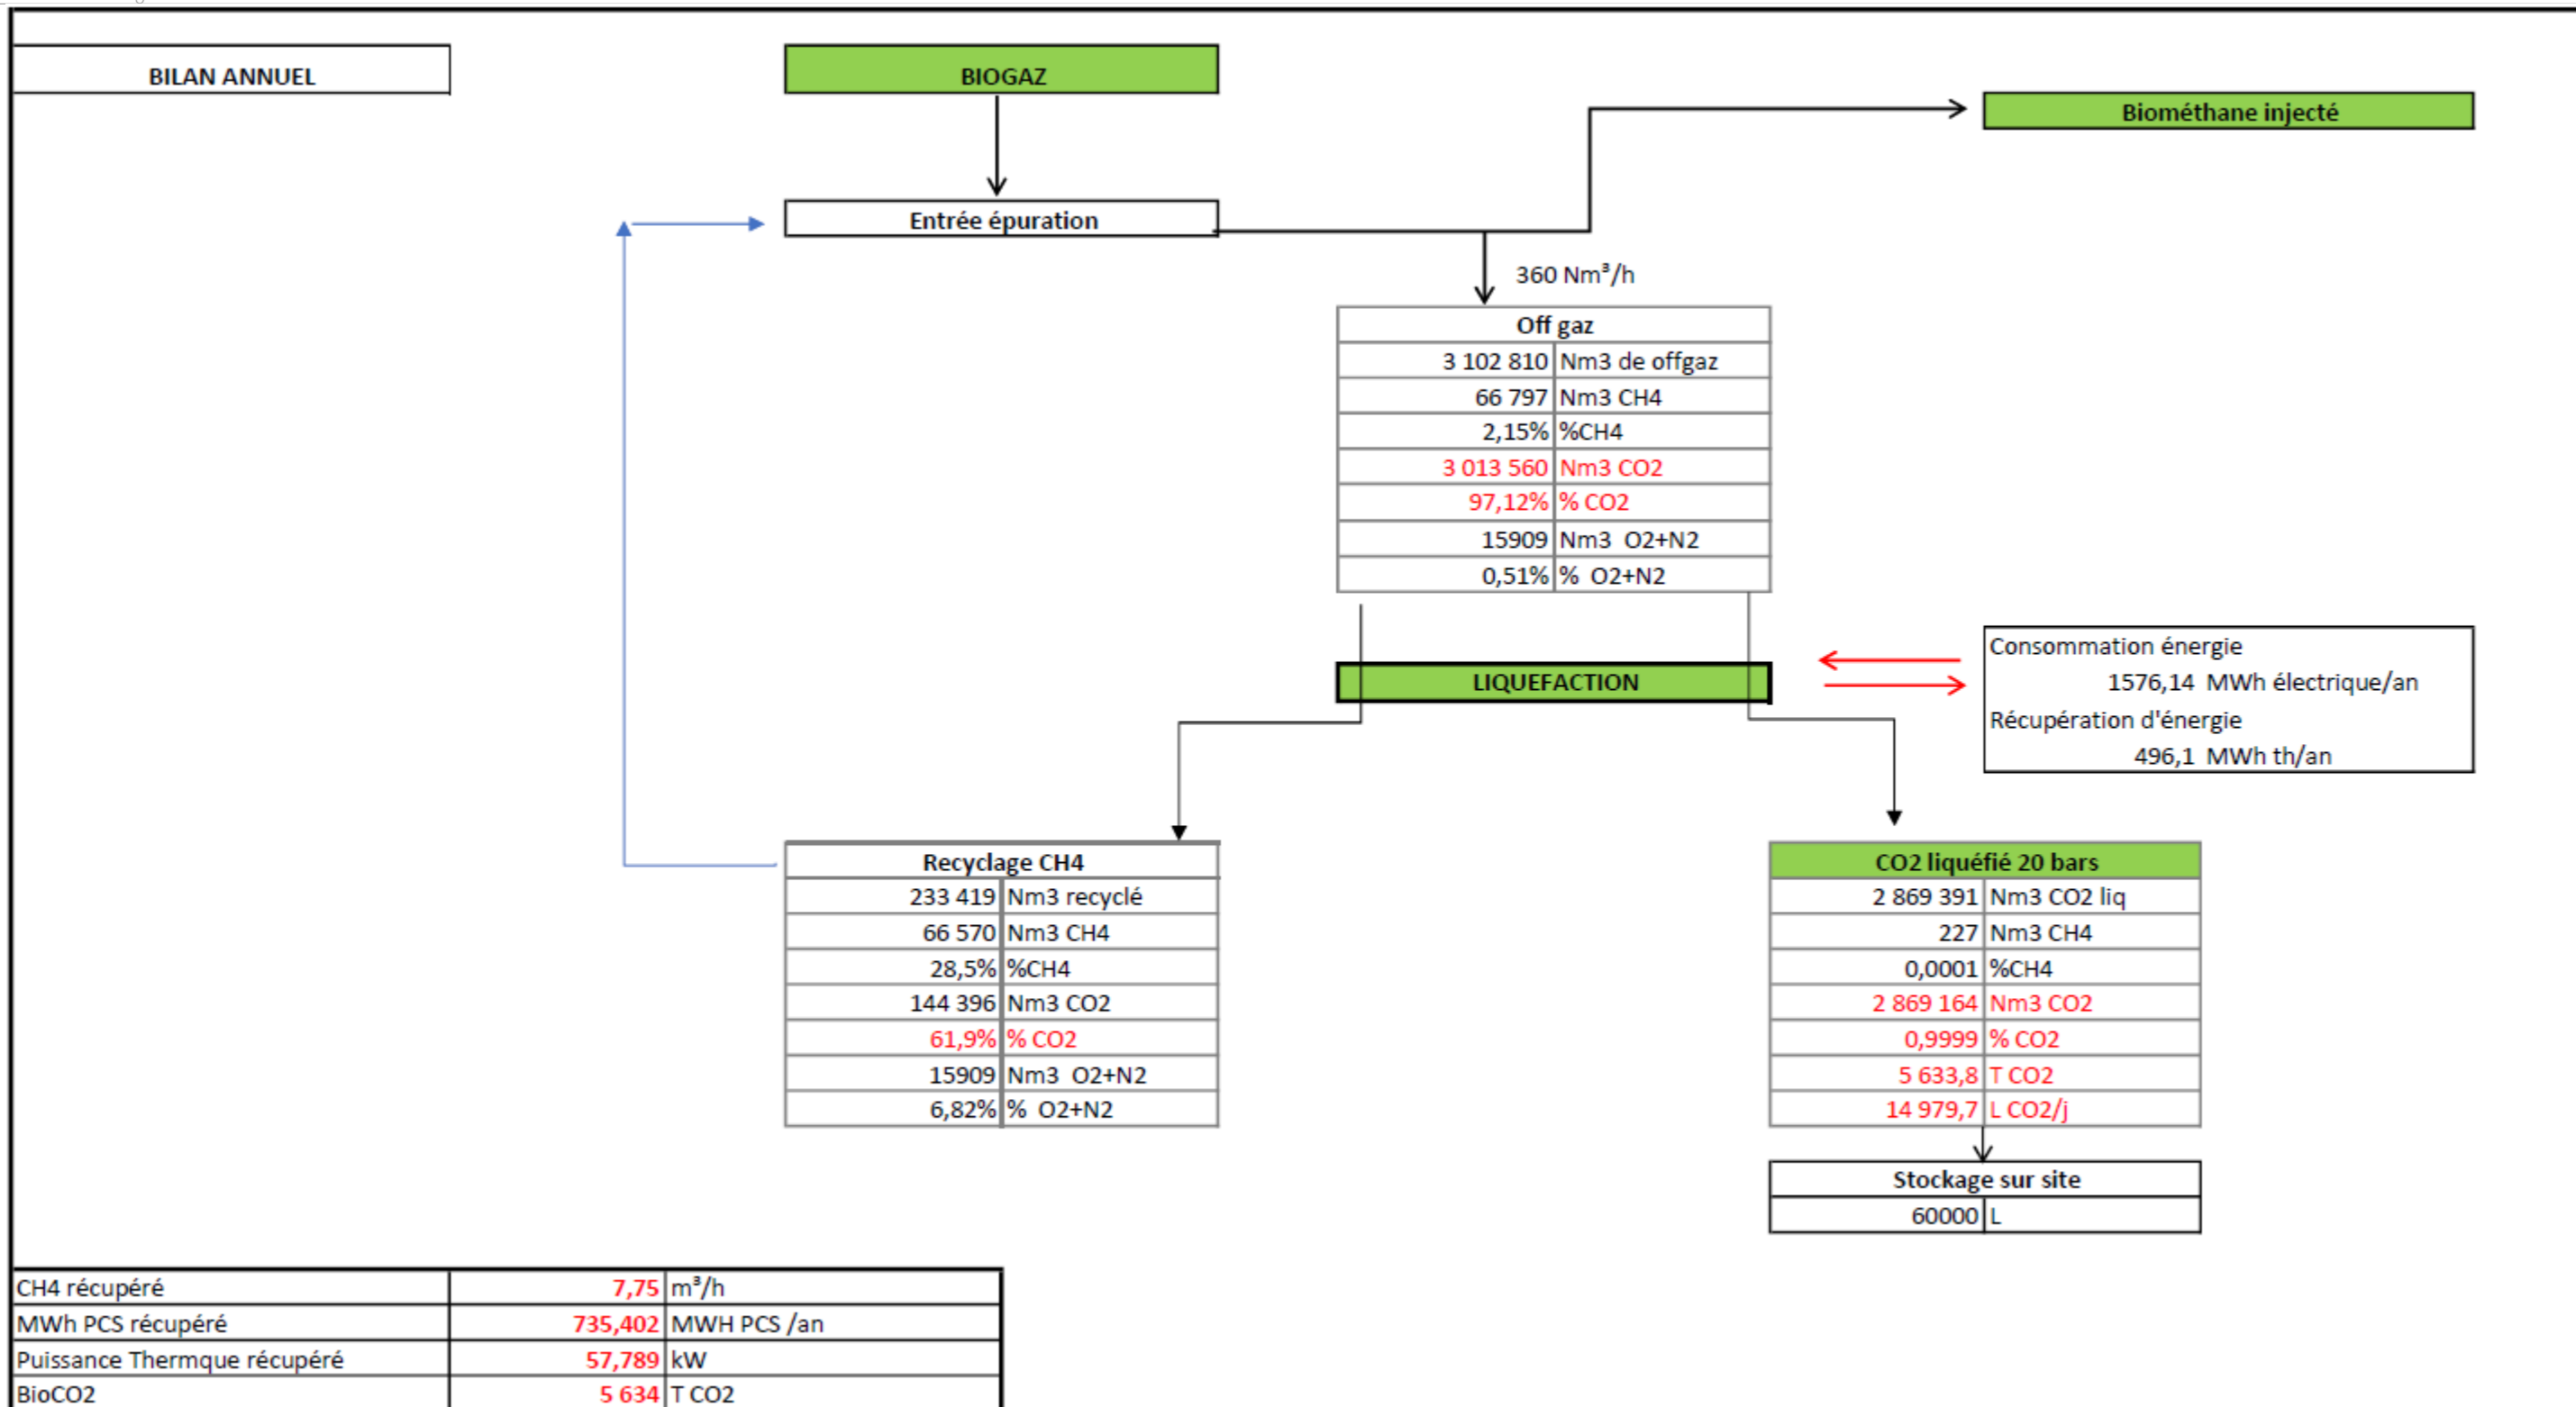 BILAN ANNUEL
BIOGAZ
Biométhane injecté
Entrée épuration
360 Nm³/h
Off gaz
3 102 810 Nm3 de offgaz
66 797 Nm3 CH4
2,15% %CH4
3 013 560 Nm3 CO2
97,12% % CO2
15909 Nm3 O2+N2
0,51% % O2+N2
LIQUEFACTION
Consommation énergie
1576,14 MWh électrique/an
Récupération d'énergie
496,1 MWh th/an
Recyclage CH4
233 419 Nm3 recyclé
66 570 Nm3 CH4
28,5% %CH4
144 396 Nm3 CO2
61,9% % CO2
15909 Nm3 O2+N2
6,82% % O2+N2
CO2 liquéfié 20 bars
2 869 391 Nm3 CO2 liq
227 Nm3 CH4
0,0001 %CH4
2 869 164 Nm3 CO2
0,9999 % CO2
5 633,8 T CO2
14 979,7 L CO2/j
Stockage sur site
60000 L
CH4 récupéré 7,75 m³/h
MWh PCS récupéré 735,402 MWH PCS /an
Puissance Thermque récupéré 57,789 kW
BioCO2 5 634 T CO2